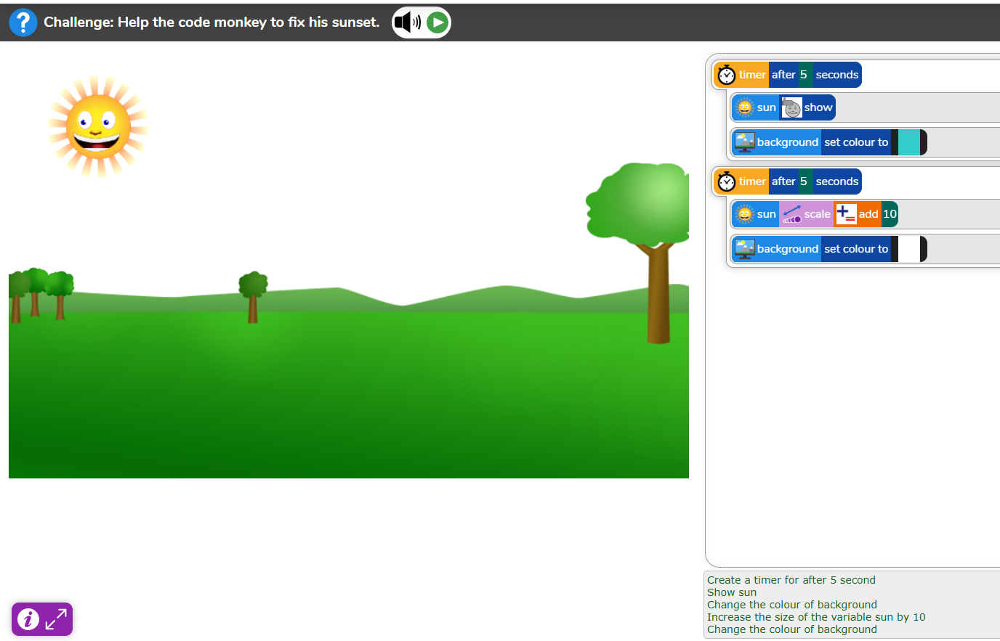 Challenge: Help the code monkey to fix his sunset.
timer after 5 seconds
sun show
background set colour to
timer after 5 seconds
sun scale add 10
background set colour to
Create a timer for after 5 second
Show sun
Change the colour of background
Increase the size of the variable sun by 10
Change the colour of background